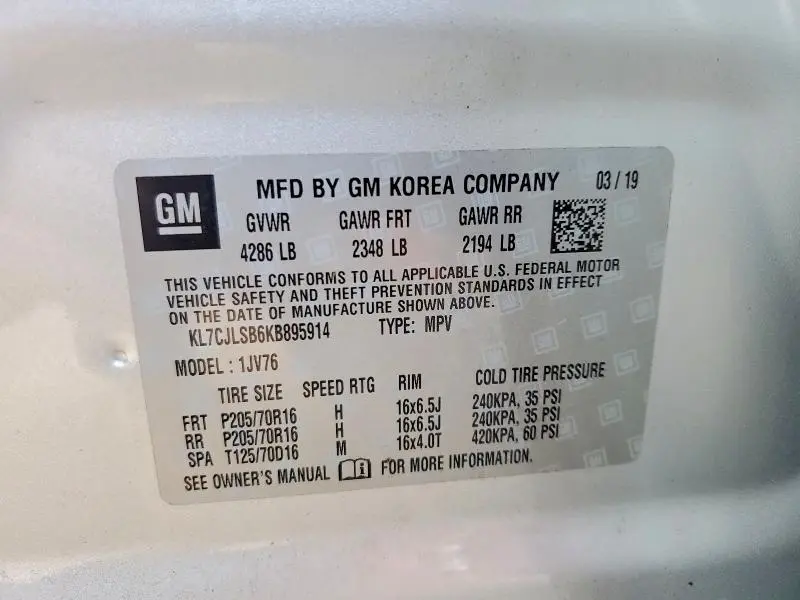 GM MFD BY GM KOREA COMPANY 03 / 19
GVWR GAWR FRT GAWR RR
4286 LB 2348 LB 2194 LB
THIS VEHICLE CONFORMS TO ALL APPLICABLE U.S. FEDERAL MOTOR
VEHICLE SAFETY AND THEFT PREVENTION STANDARDS IN EFFECT
ON THE DATE OF MANUFACTURE SHOWN ABOVE.
KL7CJLSB6KB895914 TYPE: MPV
MODEL : 1JV76
TIRE SIZE SPEED RTG RIM COLD TIRE PRESSURE
FRT P205/70R16 H 16x6.5J 240KPA, 35 PSI
RR P205/70R16 H 16x6.5J 240KPA, 35 PSI
SPA T125/70D16 M 16x4.0T 420KPA, 60 PSI
SEE OWNER'S MANUAL i FOR MORE INFORMATION.